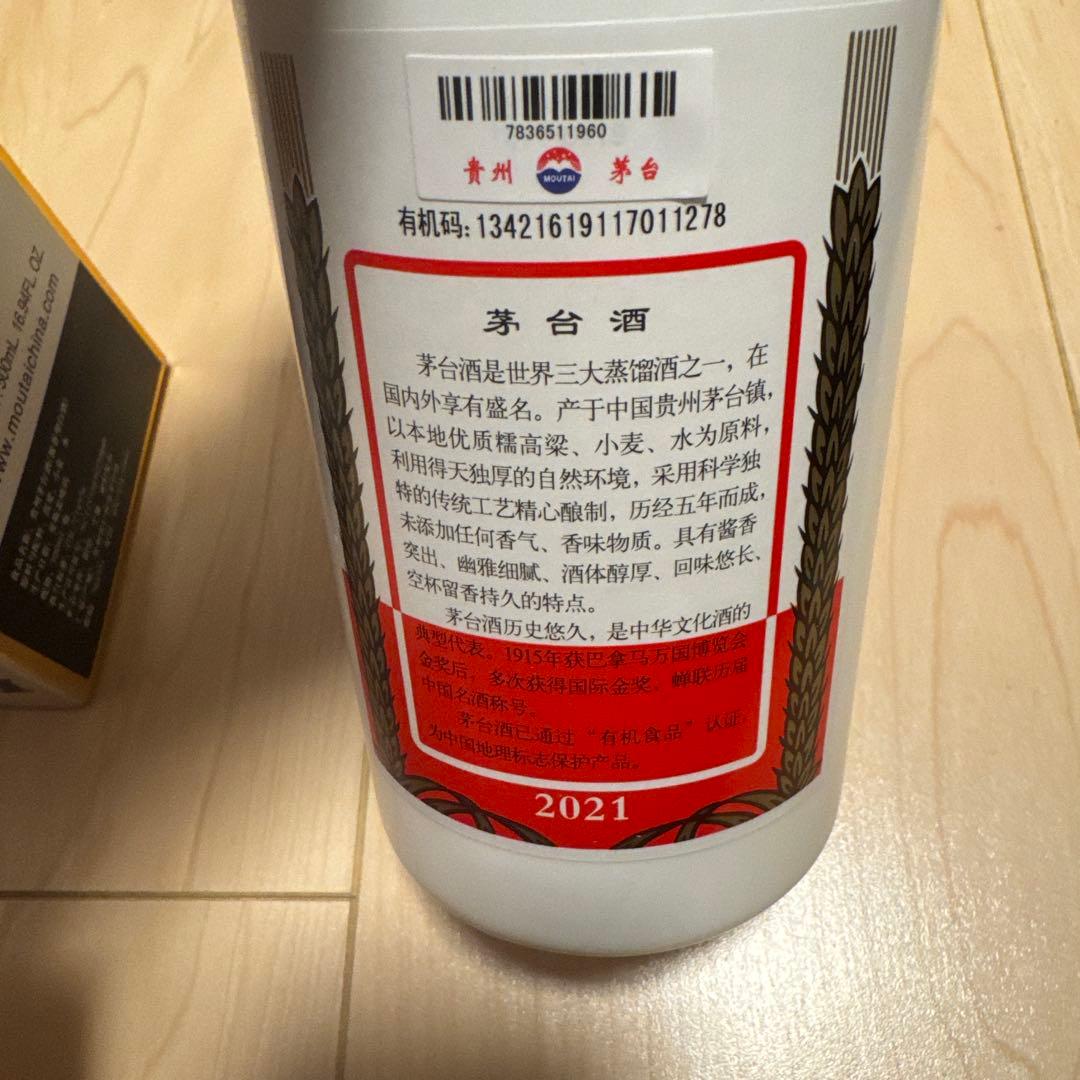 7836511960
贵州 MOUTAI 茅台
有机码:13421619117011278
茅台酒
茅台酒是世界三大蒸馏酒之一，在
国内外享有盛名。产于中国贵州茅台镇，
以本地优质糯高粱、小麦、水为原料，
利用得天独厚的自然环境，采用科学独
特的传统工艺精心酿制，历经五年而成，
未添加任何香气、香味物质。具有酱香
突出、幽雅细腻、酒体醇厚、回味悠长、
空杯留香持久的特点。
茅台酒历史悠久，是中华文化酒的
典型代表。1915年获巴拿马万国博览会
金奖后，多次获得国际金奖，蝉联历届
中国名酒称号。
茅台酒已通过“有机食品”认证
为中国地理标志保护产品。
2021
500mL 16.94FL. OZ
www.moutaichina.com